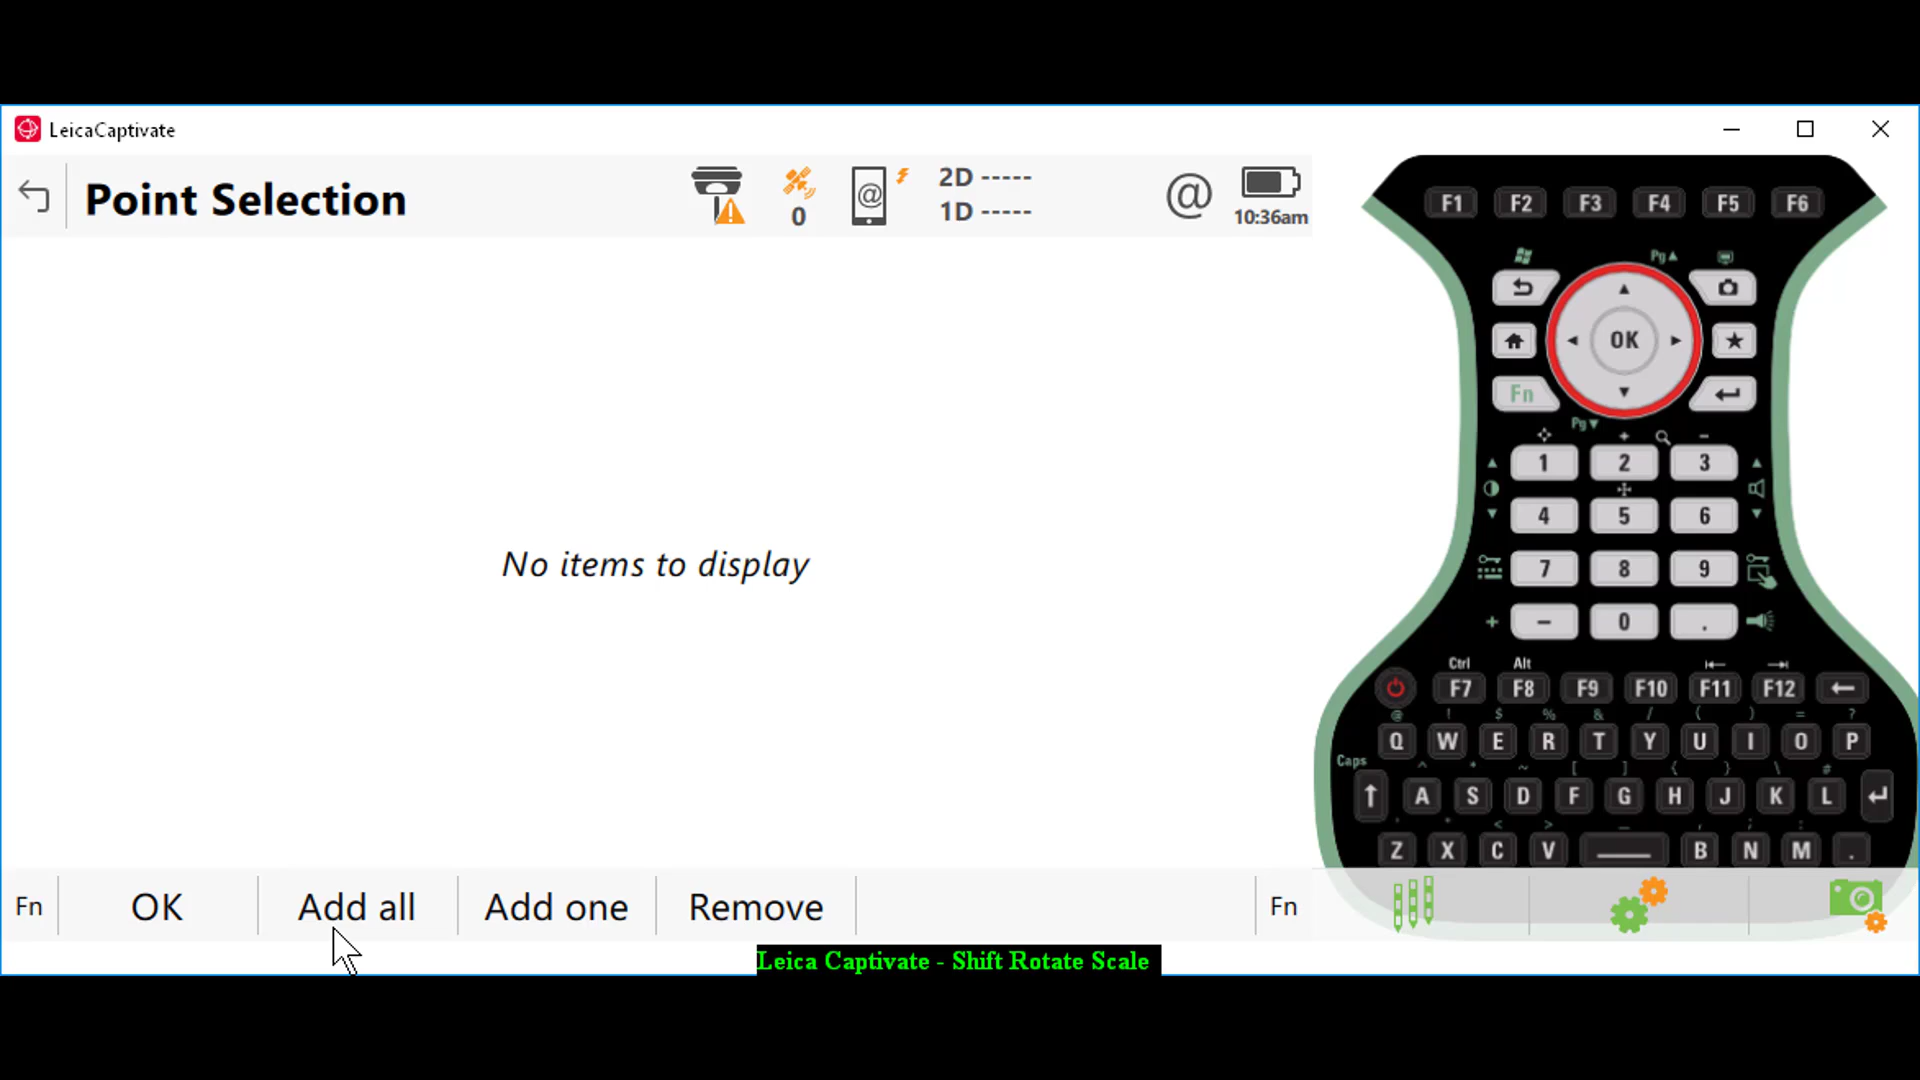 LeicaCaptivate
Point Selection
0
@
2D -----
1D -----
@
10:36am
No items to display
Fn
OK
Add all
Add one
Remove
Fn
Leica Captivate - Shift Rotate Scale
F1 F2 F3 F4 F5 F6
Pg▲
OK
Fn
Pg▼
+ −
1 2 3
4 5 6
7 8 9
+ − 0 .
Ctrl Alt
F7 F8 F9 F10 F11 F12
@ ! $ % & / ( ) = ?
Q W E R T Y U I O P
Caps ^ * ~ [ ] { } \ #
A S D F G H J K L
< > _ , ; :
Z X C V B N M .